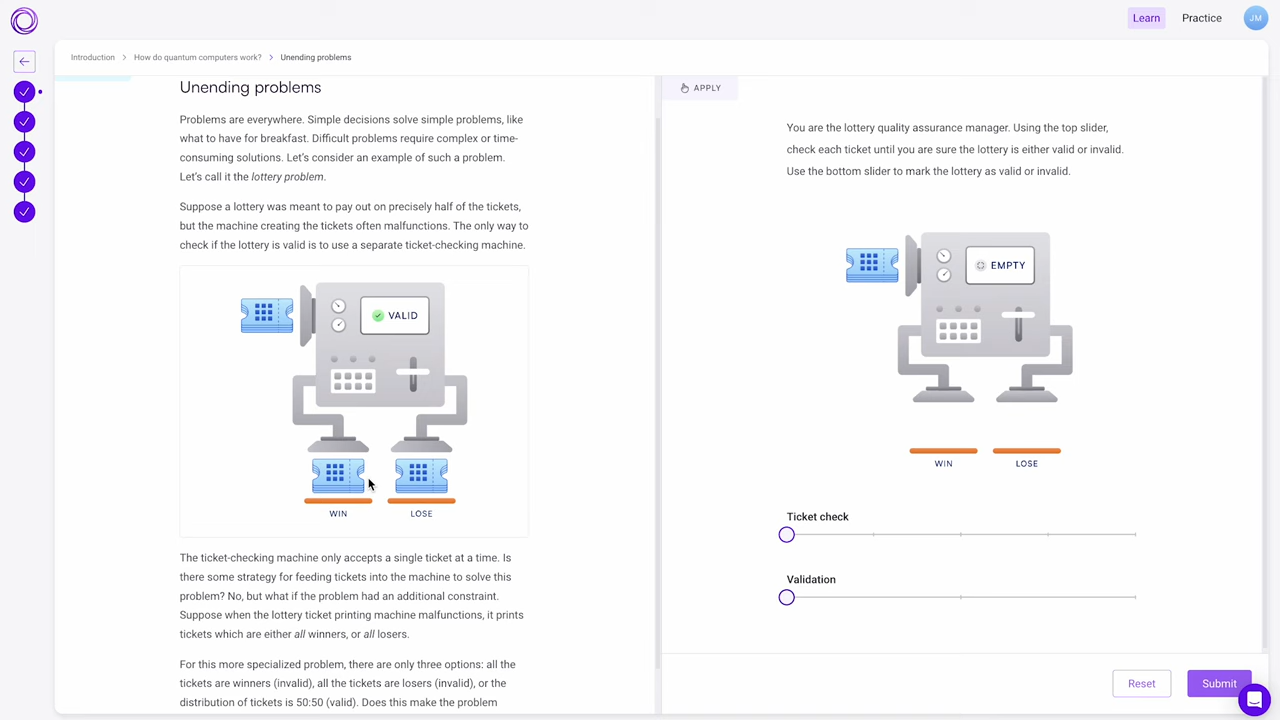 Learn
Practice
JM
Introduction > How do quantum computers work? > Unending problems
Unending problems
Problems are everywhere. Simple decisions solve simple problems, like
what to have for breakfast. Difficult problems require complex or time-
consuming solutions. Let's consider an example of such a problem.
Let's call it the lottery problem.
Suppose a lottery was meant to pay out on precisely half of the tickets,
but the machine creating the tickets often malfunctions. The only way to
check if the lottery is valid is to use a separate ticket-checking machine.
VALID
WIN
LOSE
The ticket-checking machine only accepts a single ticket at a time. Is
there some strategy for feeding tickets into the machine to solve this
problem? No, but what if the problem had an additional constraint.
Suppose when the lottery ticket printing machine malfunctions, it prints
tickets which are either all winners, or all losers.
For this more specialized problem, there are only three options: all the
tickets are winners (invalid), all the tickets are losers (invalid), or the
distribution of tickets is 50:50 (valid). Does this make the problem
APPLY
You are the lottery quality assurance manager. Using the top slider,
check each ticket until you are sure the lottery is either valid or invalid.
Use the bottom slider to mark the lottery as valid or invalid.
EMPTY
WIN
LOSE
Ticket check
Validation
Reset
Submit